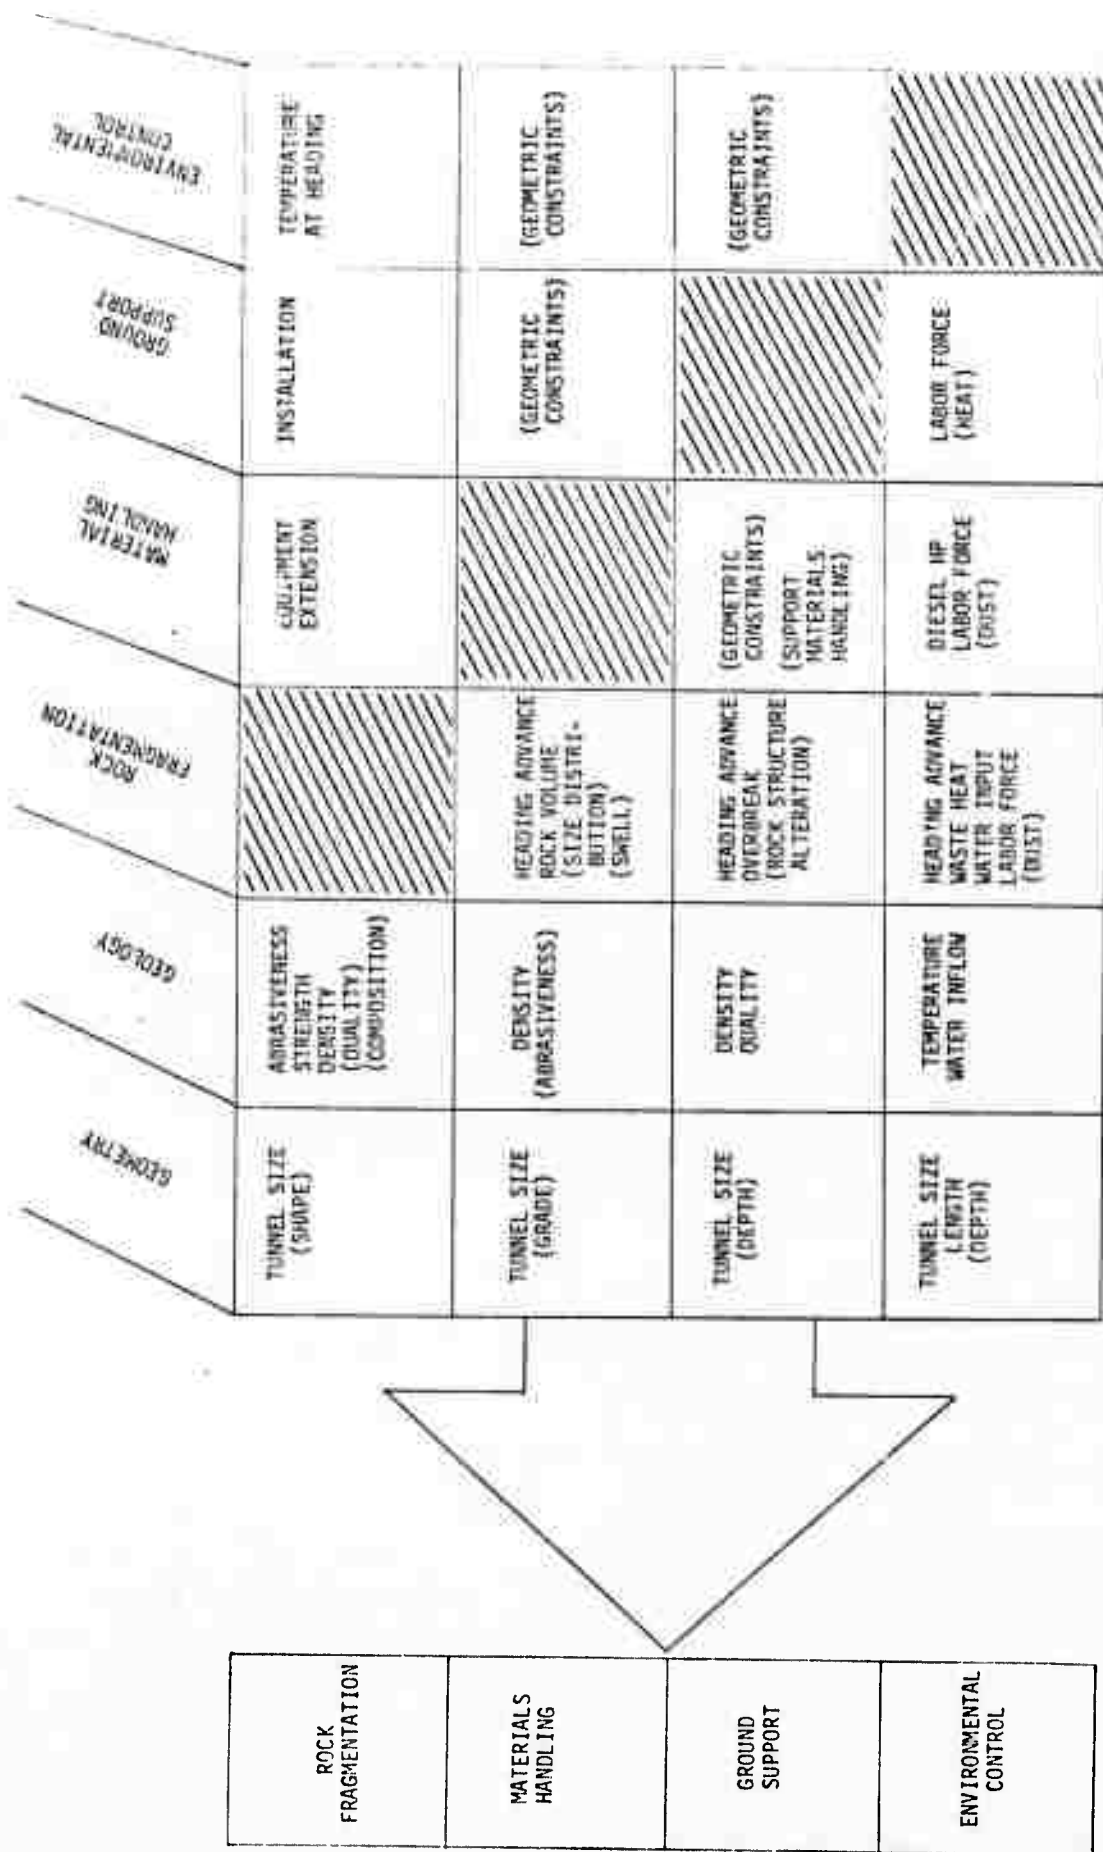 ENVIRONMENTAL
CONTROL
GROUND
SUPPORT
MATERIALS
HANDLING
ROCK
FRAGMENTATION
TUNNEL SIZE
LENGTH
(DEPTH)
TUNNEL SIZE
(DEPTH)
TUNNEL SIZE
(GRADE)
TUNNEL SIZE
(SHAPE)
GEOMETRY
TEMPERATURE
WATER INFLOW
DENSITY
QUALITY
DENSITY
(ABRASIVENESS)
ABRASIVENESS
STRENGTH
DENSITY
(QUALITY)
(COMPOSITION)
GEOLOGY
HEADING ADVANCE
WASTE HEAT
WATER INPUT
LABOR FORCE
(DUST)
HEADING ADVANCE
OVERBREAK
(ROCK STRUCTURE
ALTERATION)
HEADING ADVANCE
ROCK VOLUME
(SIZE DISTRI-
BUTION)
(SWELL)
ROCK
FRAGMENTATION
DIESEL HP
LABOR FORCE
(DUST)
(GEOMETRIC
CONSTRAINTS)
(SUPPORT
MATERIALS
HANDLING)
EQUIPMENT
EXTENSION
MATERIAL
HANDLING
LABOR FORCE
(HEAT)
(GEOMETRIC
CONSTRAINTS)
INSTALLATION
GROUND
SUPPORT
(GEOMETRIC
CONSTRAINTS)
(GEOMETRIC
CONSTRAINTS)
TEMPERATURE
AT HEADING
ENVIRONMENTAL
CONTROL